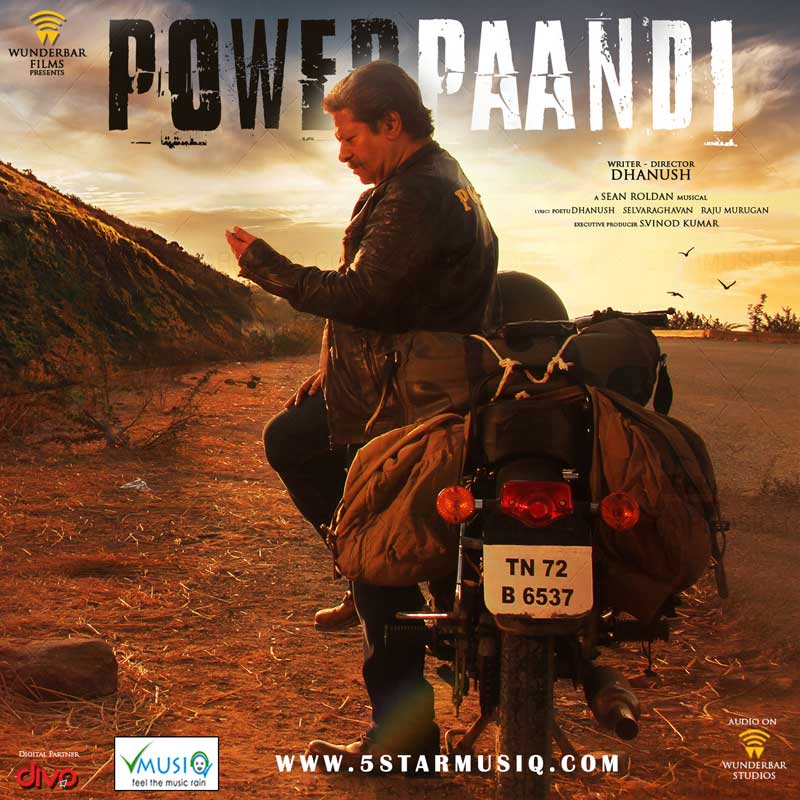 WUNDERBAR
FILMS
PRESENTS
POWER PAANDI
WRITER - DIRECTOR
DHANUSH
A SEAN ROLDAN MUSICAL
LYRICS POETU DHANUSH SELVARAGHAVAN RAJU MURUGAN
EXECUTIVE PRODUCER S.VINOD KUMAR
TN 72
B 6537
DIGITAL PARTNER
divo
VMUSIQ
feel the music rain
WWW.5STARMUSIQ.COM
AUDIO ON
WUNDERBAR
STUDIOS